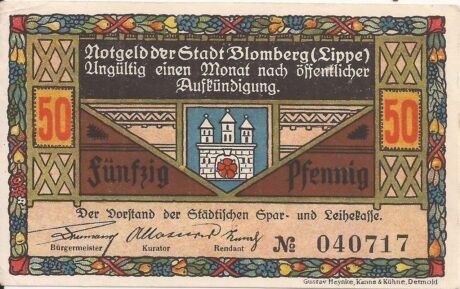 Notgeld der Stadt Blomberg (Lippe)
Ungültig einen Monat nach öffentlicher
Aufkündigung.
50 50
Fünfzig Pfennig
Der Vorstand der Städtischen Spar- und Leihekasse.
Bürgermeister Kurator Rendant № 040717
Gustav Heynke, Kanne & Kühne, Detmold